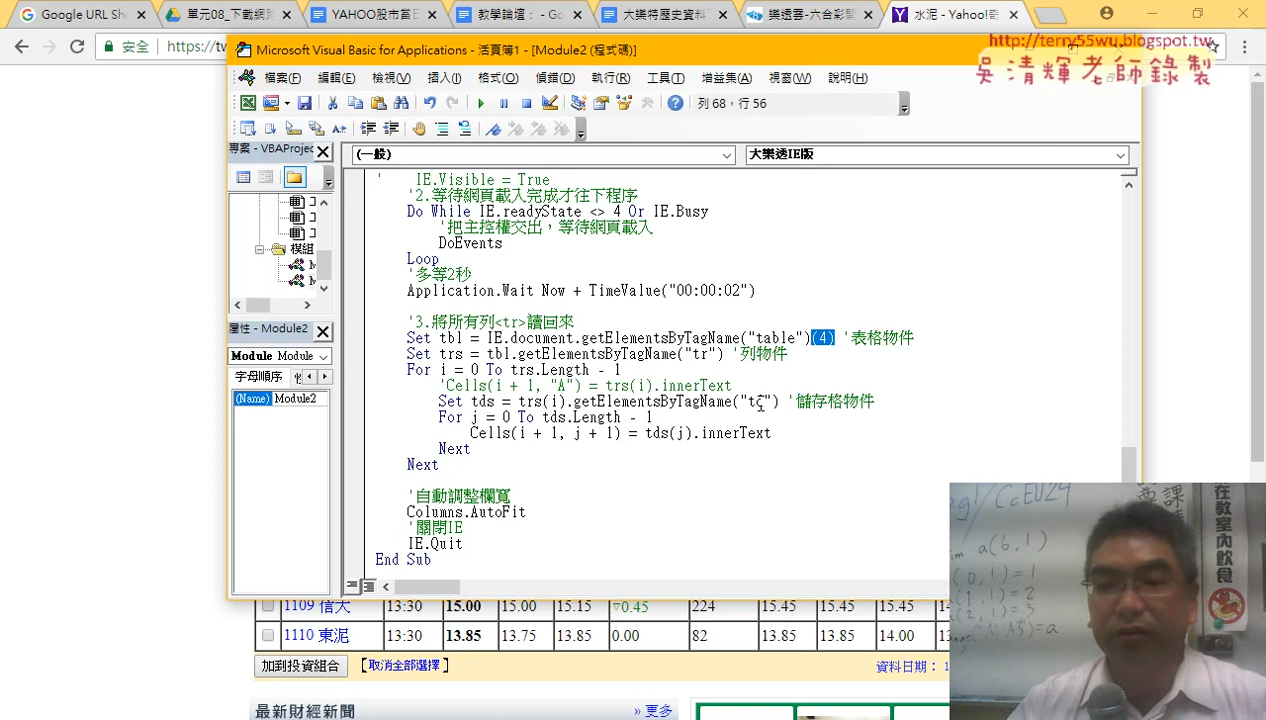 Google URL Sh
單元08_下載網
YAHOO股市當日
教學論壇： - Go
大樂特歷史資料
樂透雲-六合彩開
水泥 - Yahoo!奇
安全
https://tw
http://terry55wu.blogspot.tw
吳清輝老師錄製
Microsoft Visual Basic for Applications - 活頁簿1 - [Module2 (程式碼)]
檔案(F) 編輯(E) 檢視(V) 插入(I) 格式(O) 偵錯(D) 執行(R) 工具(T) 增益集(A) 視窗(W) 說明(H)
列 68，行 56
專案 - VBAProjec
(一般)
大樂透IE版
模組
屬性 - Module2
Module Module
字母順序
(Name) Module2
' IE.Visible = True
'2.等待網頁載入完成才往下程序
Do While IE.readyState <> 4 Or IE.Busy
'把主控權交出，等待網頁載入
DoEvents
Loop
'多等2秒
Application.Wait Now + TimeValue("00:00:02")
'3.將所有列<tr>讀回來
Set tbl = IE.document.getElementsByTagName("table")(4) '表格物件
Set trs = tbl.getElementsByTagName("tr") '列物件
For i = 0 To trs.Length - 1
'Cells(i + 1, "A") = trs(i).innerText
Set tds = trs(i).getElementsByTagName("td") '儲存格物件
For j = 0 To tds.Length - 1
Cells(i + 1, j + 1) = tds(j).innerText
Next
Next
'自動調整欄寬
Columns.AutoFit
'關閉IE
IE.Quit
End Sub
1109 信大 13:30 15.00 15.00 15.15 ▽0.45 224 15.45 15.45 15.45
1110 東泥 13:30 13.85 13.75 13.85 0.00 82 13.85 13.85 14.00
加到投資組合 【取消全部選擇】 資料日期：
最新財經新聞 » 更多
在教室內飲食